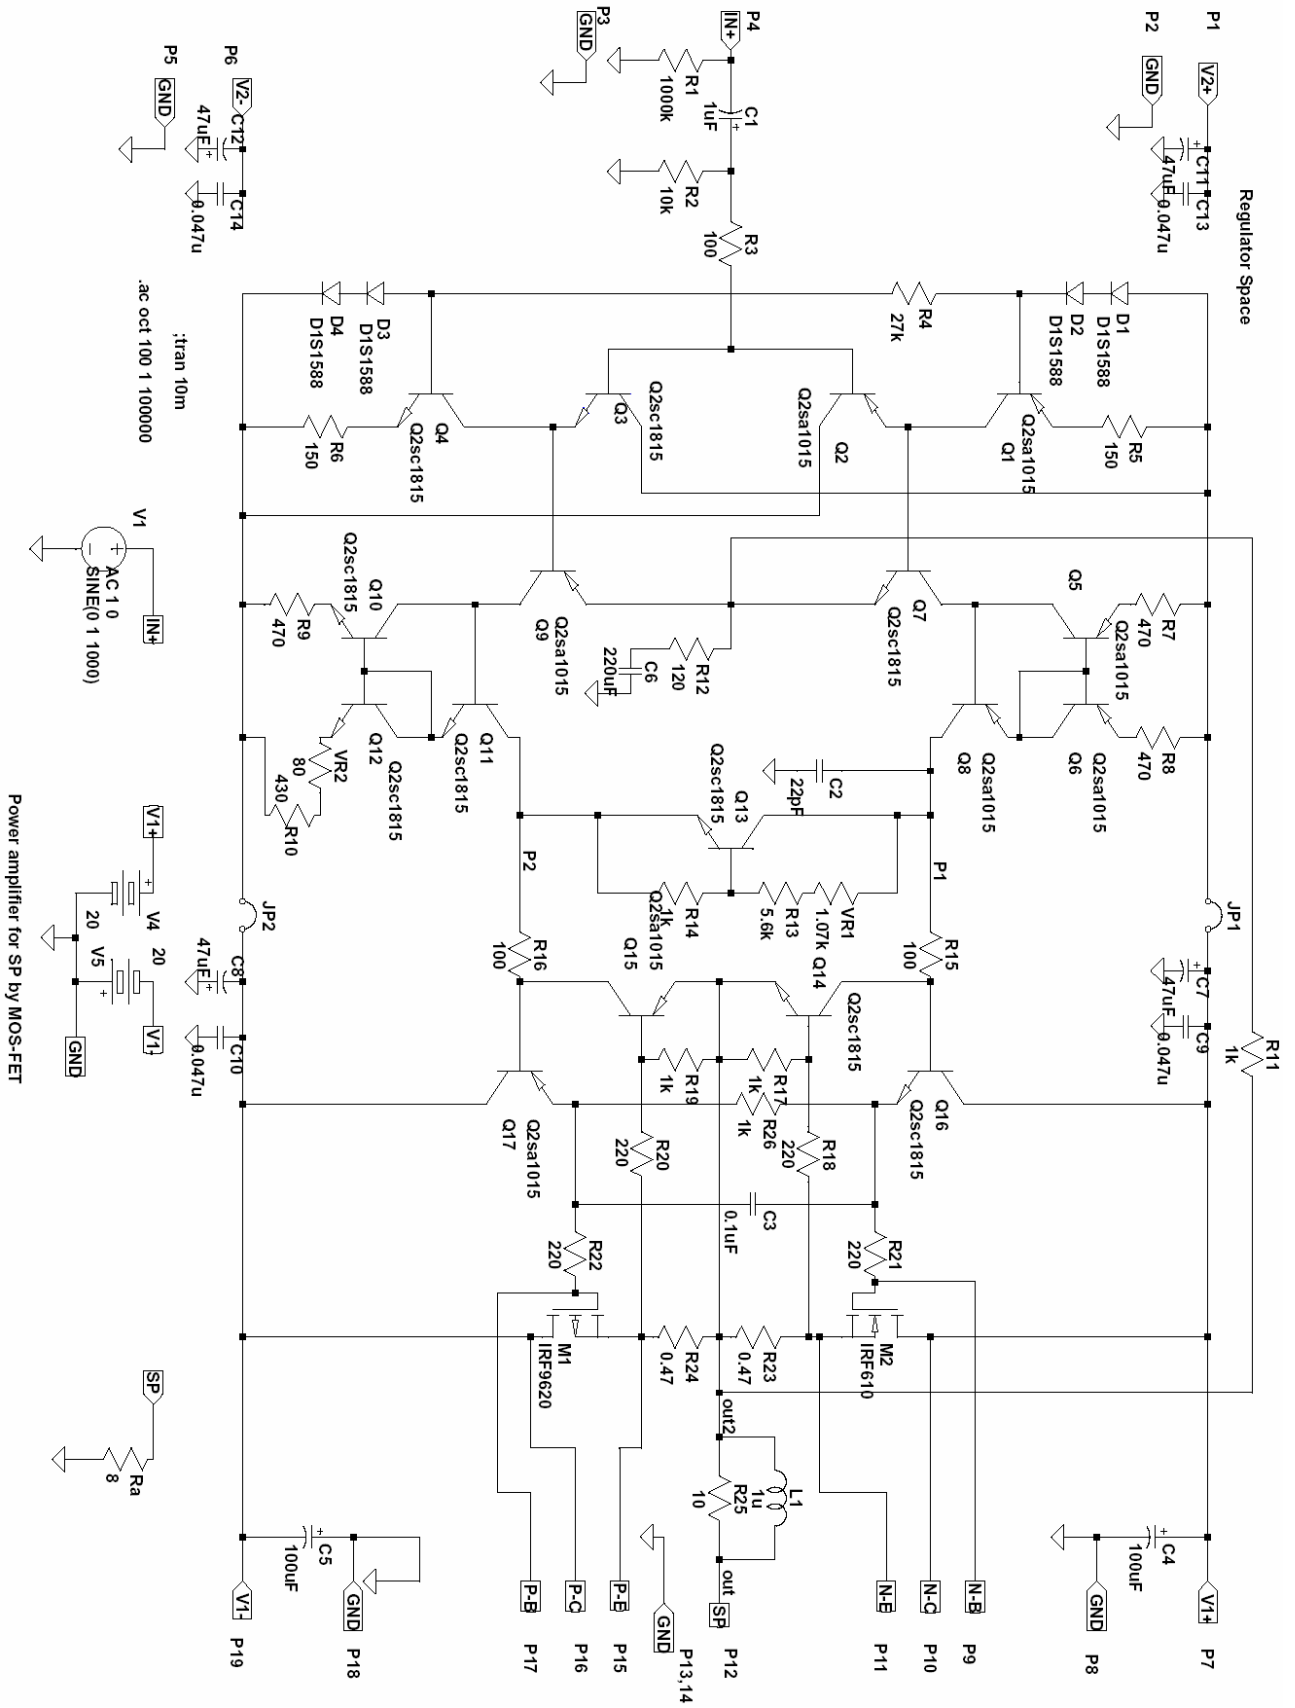 P1
V2+
P2
GND
C11
47uF
C13
0.047u
Regulator Space
P4
IN+
P3
GND
R1
1000k
C1
1uF
R2
10k
R3
100
P6
V2-
P5
GND
C12
47uF
C14
0.047u
D1
D1S1588
D2
D1S1588
R4
27k
D3
D1S1588
D4
D1S1588
;tran 10m
.ac oct 100 1 100000
R5
150
Q2sa1015
Q1
Q2
Q2sa1015
Q2sc1815
Q3
Q4
Q2sc1815
R6
150
R7
470
Q5
Q2sa1015
R8
470
Q6
Q2sa1015
Q7
Q2sc1815
Q8
Q2sa1015
R12
120
C6
220uF
Q9
Q2sa1015
Q10
Q2sc1815
R9
470
Q11
Q2sc1815
Q12
Q2sc1815
VR2
80
R10
430
V1
AC 1 0
SINE(0 1 1000)
IN+
C2
22pF
Q13
Q2sc1815
P1
P2
VR1
1.07k
R13
5.6k
R14
1k
JP1
JP2
R15
100
R16
100
C7
47uF
C9
0.047u
R11
1k
Q14
Q2sc1815
Q15
Q2sa1015
C8
47uF
C10
0.047u
R17
1k
R19
1k
R26
1k
R18
220
R20
220
Q16
Q2sc1815
Q17
Q2sa1015
C3
0.1uF
R21
220
R22
220
M2
IRF610
M1
IRF9620
R23
0.47
R24
0.47
out2
L1
1u
R25
10
out
SP
P12
V1+
P7
C4
100uF
GND
P8
N-B
P9
N-C
P10
N-E
P11
GND
P13,14
P-E
P15
P-C
P16
P-B
P17
C5
100uF
GND
P18
V1-
P19
V1+
V4
20
V5
20
V1-
GND
SP
Ra
8
Power amplifier for SP by MOS-FET